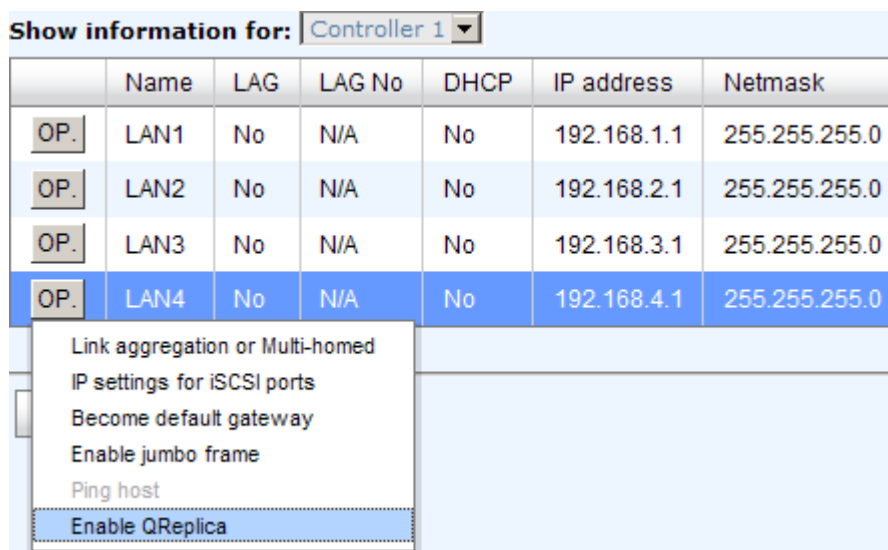 Show information for: Controller 1
Name LAG LAG No DHCP IP address Netmask
OP. LAN1 No N/A No 192.168.1.1 255.255.255.0
OP. LAN2 No N/A No 192.168.2.1 255.255.255.0
OP. LAN3 No N/A No 192.168.3.1 255.255.255.0
OP. LAN4 No N/A No 192.168.4.1 255.255.255.0
Link aggregation or Multi-homed
IP settings for iSCSI ports
Become default gateway
Enable jumbo frame
Ping host
Enable QReplica